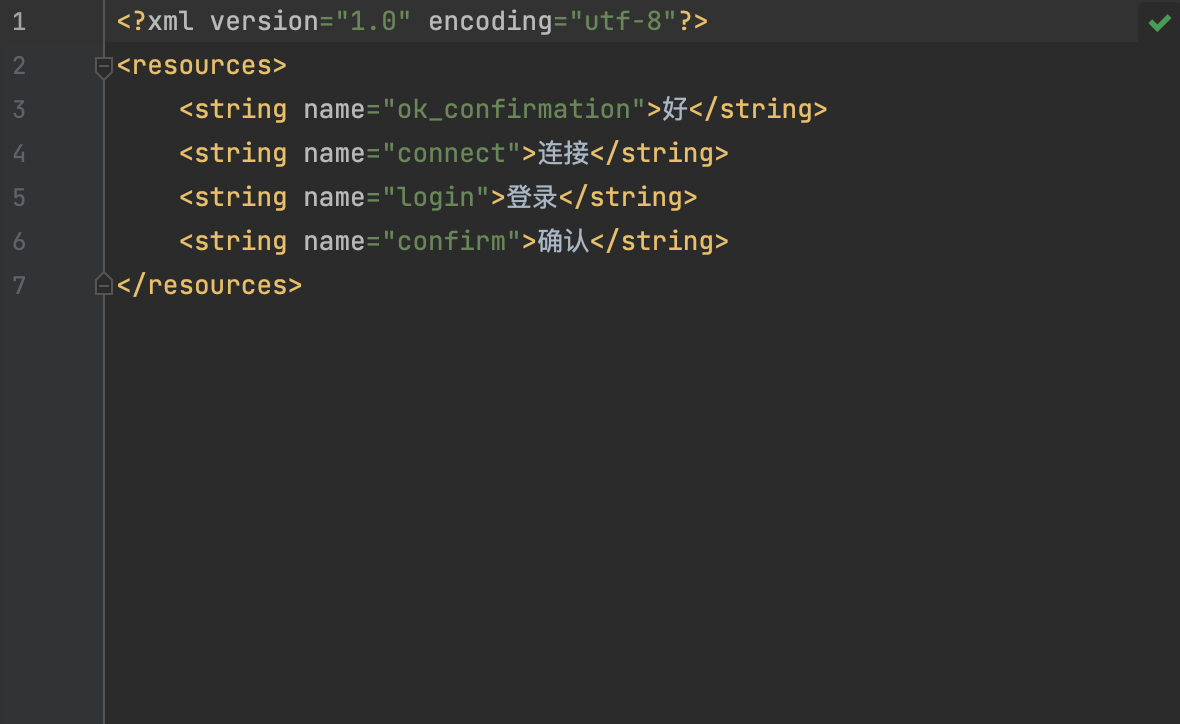 1 <?xml version="1.0" encoding="utf-8"?>
2 <resources>
3     <string name="ok_confirmation">好</string>
4     <string name="connect">连接</string>
5     <string name="login">登录</string>
6     <string name="confirm">确认</string>
7 </resources>